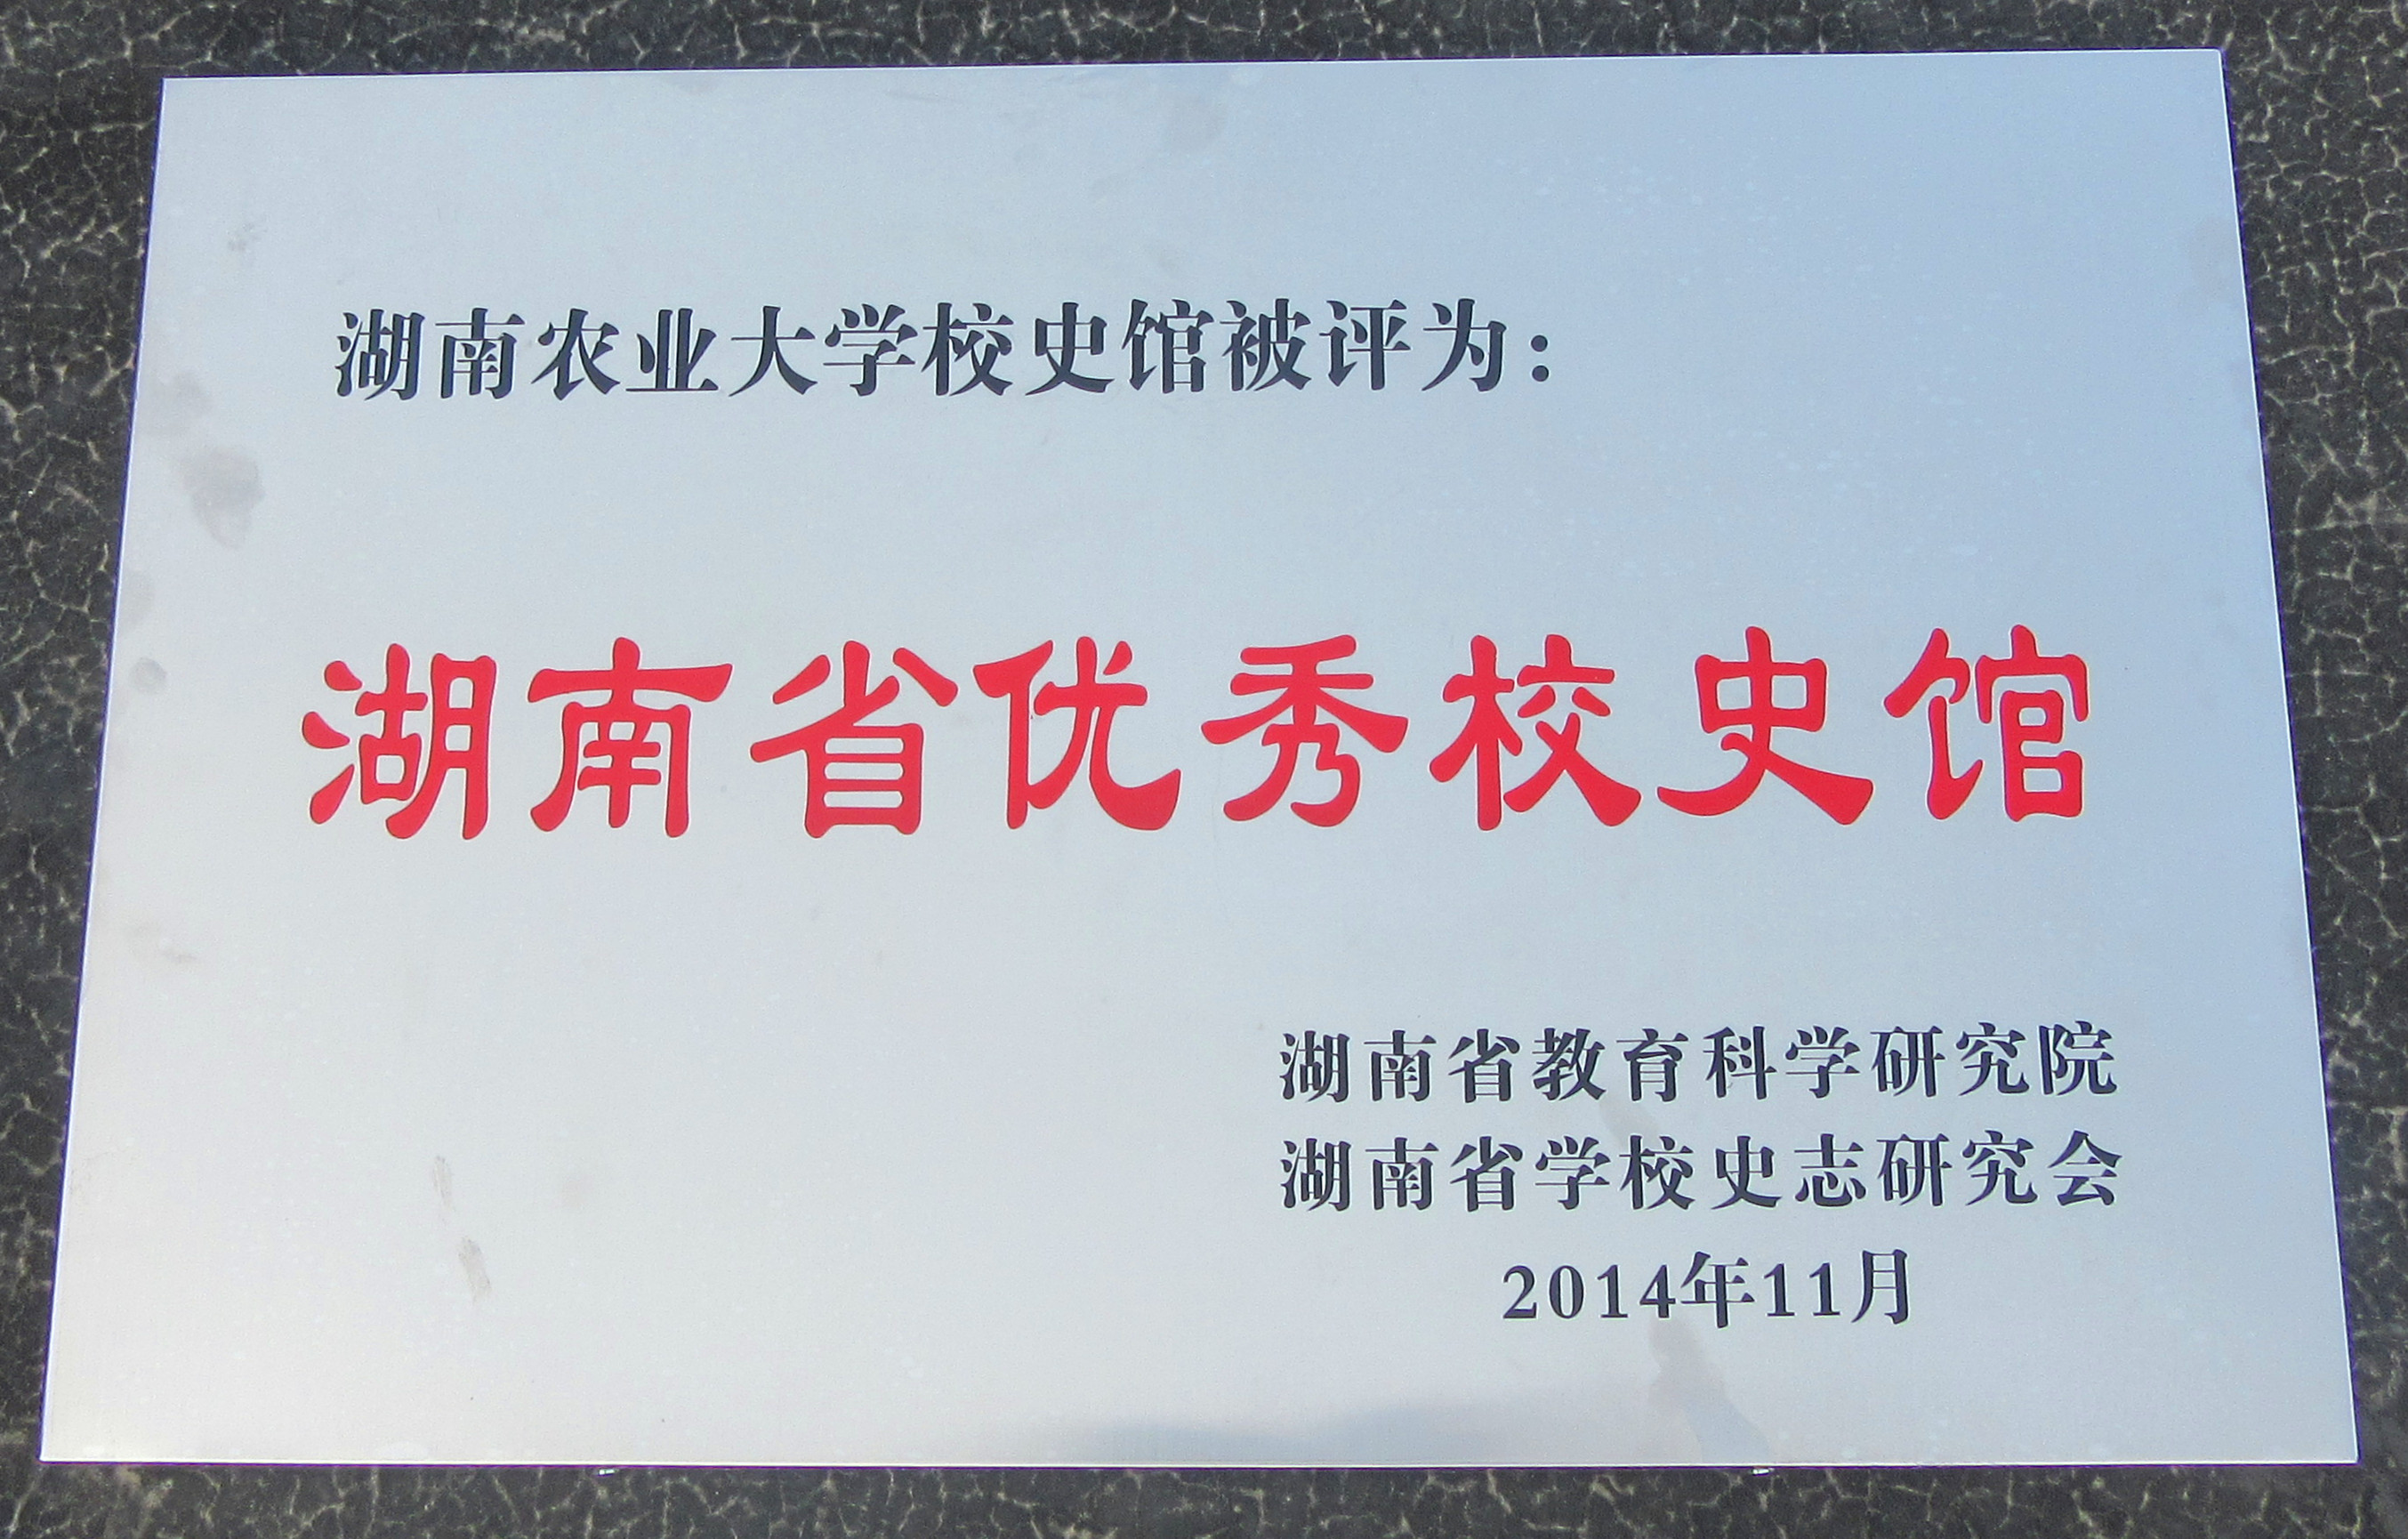 湖南农业大学校史馆被评为：
湖南省优秀校史馆
湖南省教育科学研究院
湖南省学校史志研究会
2014年11月